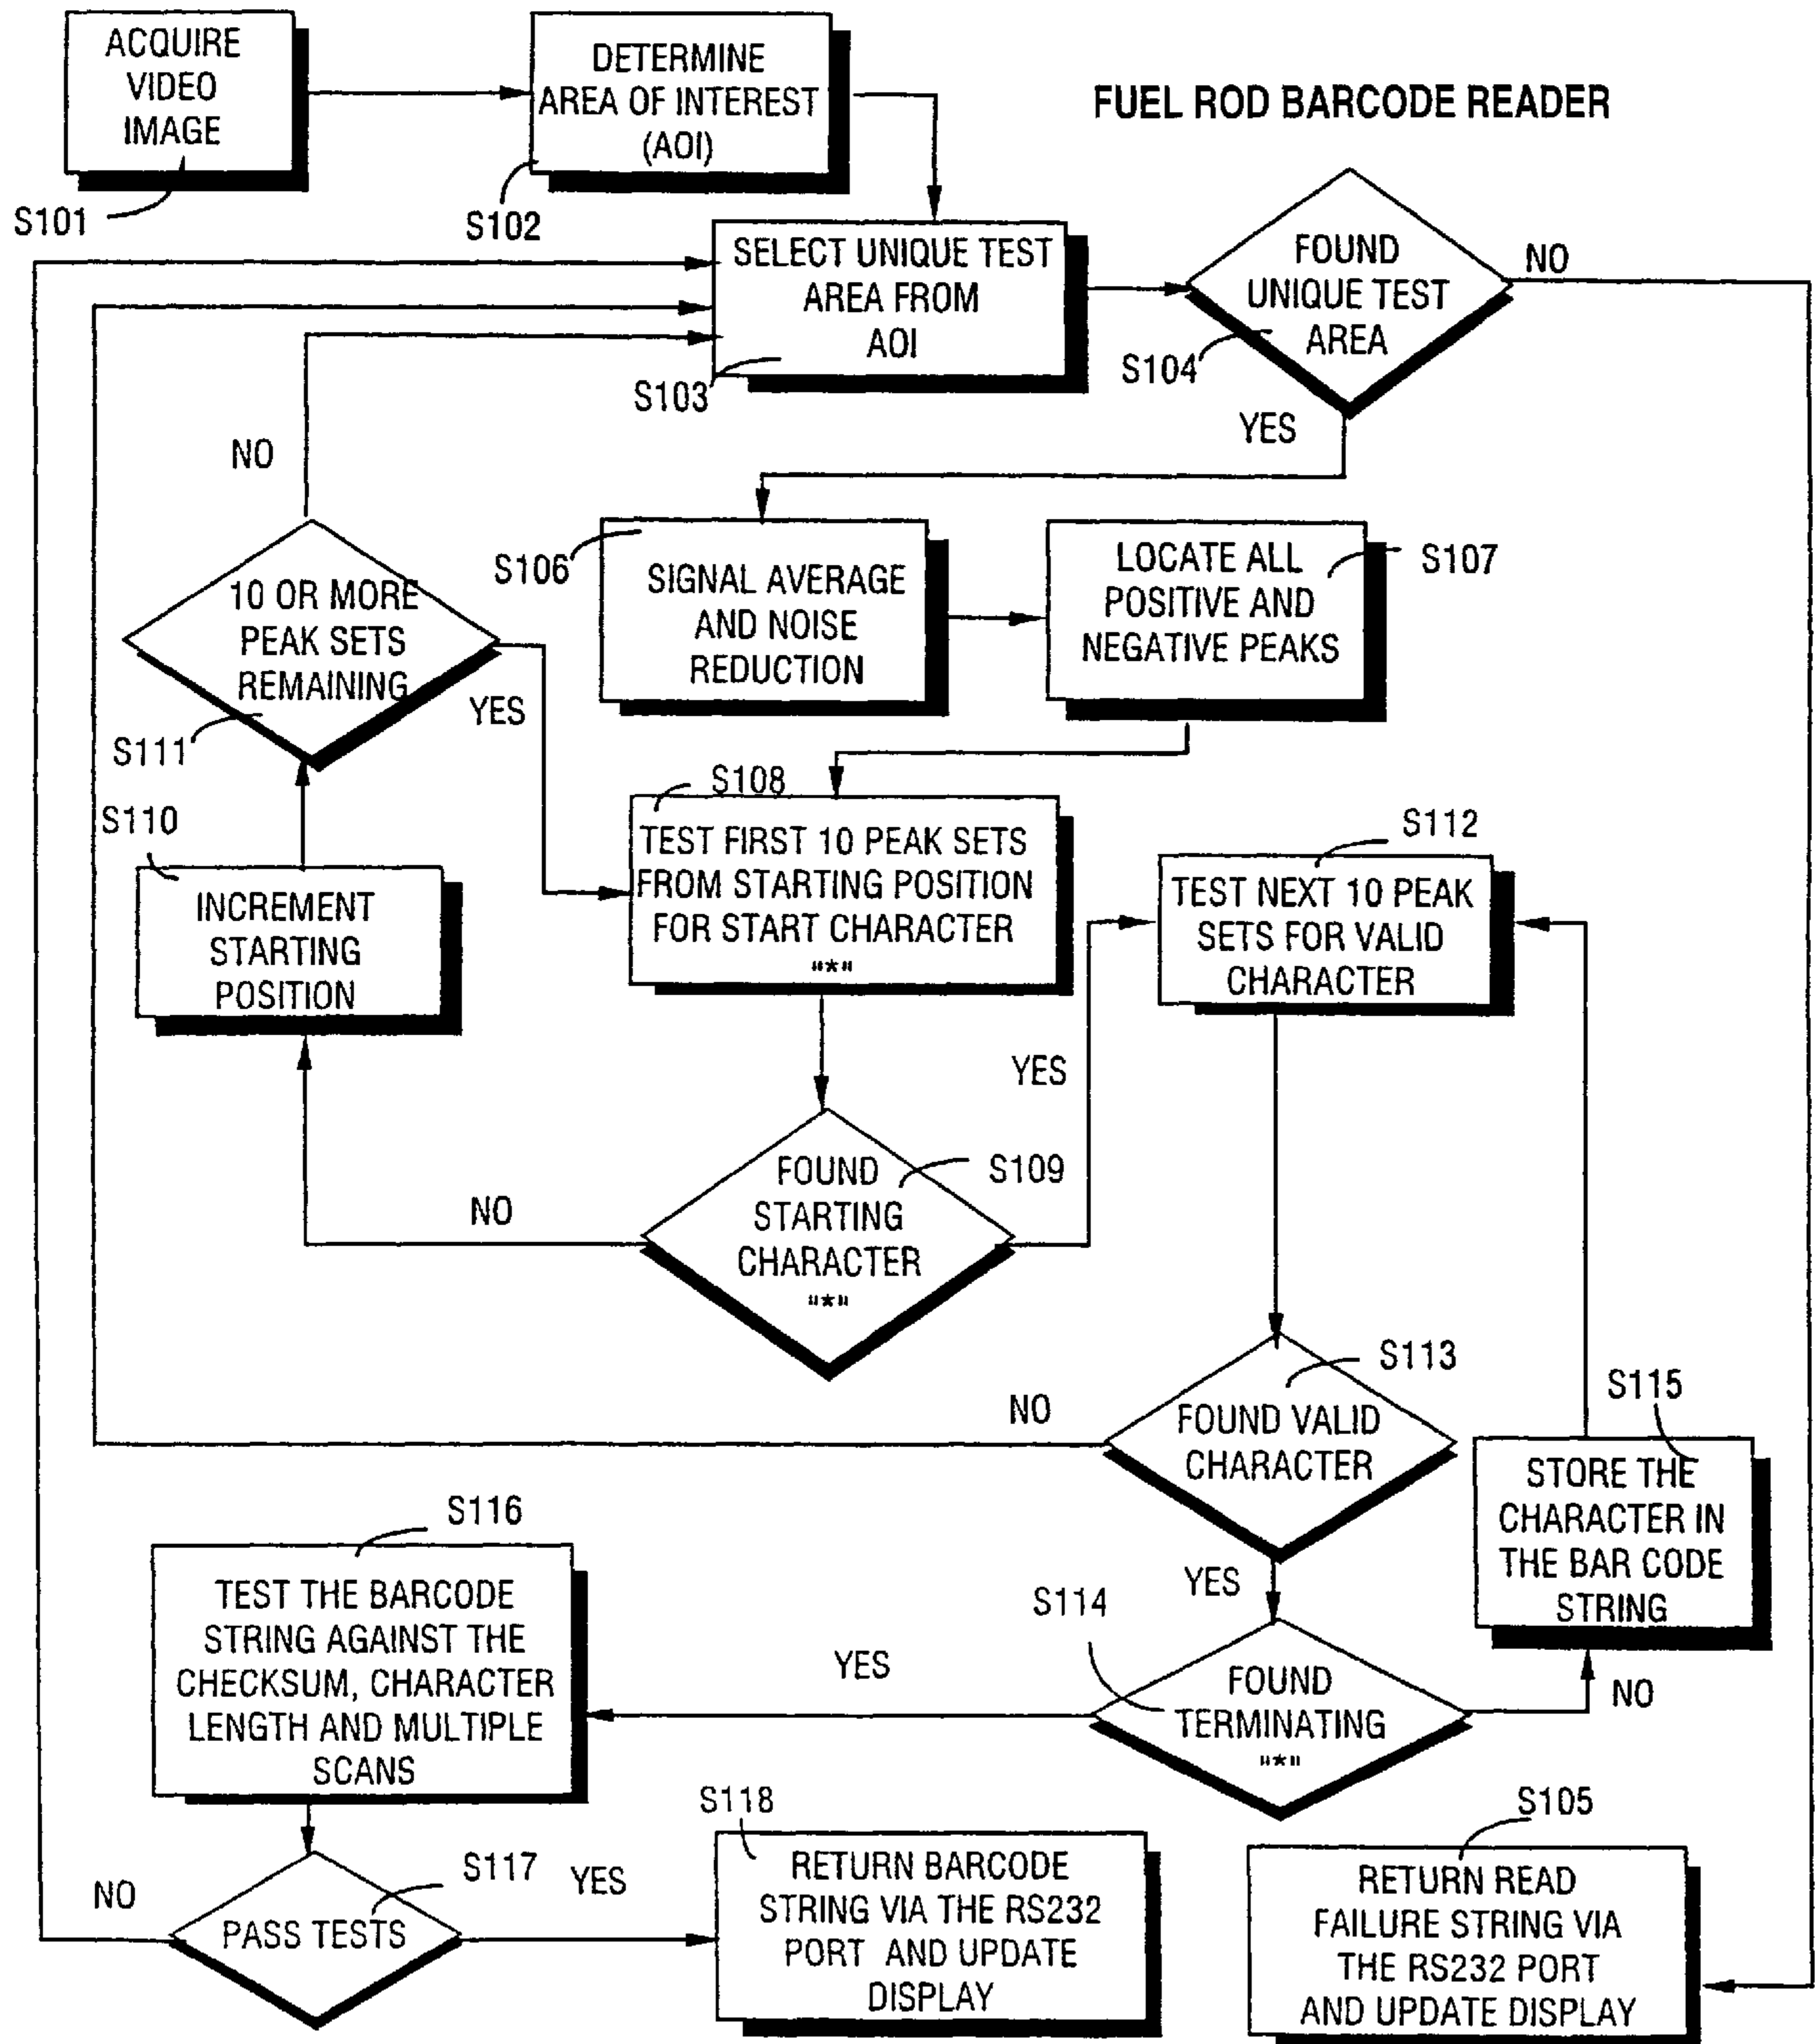 ACQUIRE
VIDEO
IMAGE
S101
DETERMINE
AREA OF INTEREST
(AOI)
S102
FUEL ROD BARCODE READER
SELECT UNIQUE TEST
AREA FROM
AOI
S103
FOUND
UNIQUE TEST
AREA
S104
NO
YES
NO
10 OR MORE
PEAK SETS
REMAINING
S111
YES
S106
SIGNAL AVERAGE
AND NOISE
REDUCTION
LOCATE ALL
POSITIVE AND
NEGATIVE PEAKS
S107
S108
TEST FIRST 10 PEAK SETS
FROM STARTING POSITION
FOR START CHARACTER
"*"
S110
INCREMENT
STARTING
POSITION
S112
TEST NEXT 10 PEAK
SETS FOR VALID
CHARACTER
YES
FOUND
STARTING
CHARACTER
"*"
S109
NO
S113
FOUND VALID
CHARACTER
NO
YES
S115
STORE THE
CHARACTER IN
THE BAR CODE
STRING
S116
TEST THE BARCODE
STRING AGAINST THE
CHECKSUM, CHARACTER
LENGTH AND MULTIPLE
SCANS
YES
S114
FOUND
TERMINATING
"*"
NO
S117
PASS TESTS
NO
YES
S118
RETURN BARCODE
STRING VIA THE RS232
PORT AND UPDATE
DISPLAY
S105
RETURN READ
FAILURE STRING VIA
THE RS232 PORT
AND UPDATE DISPLAY